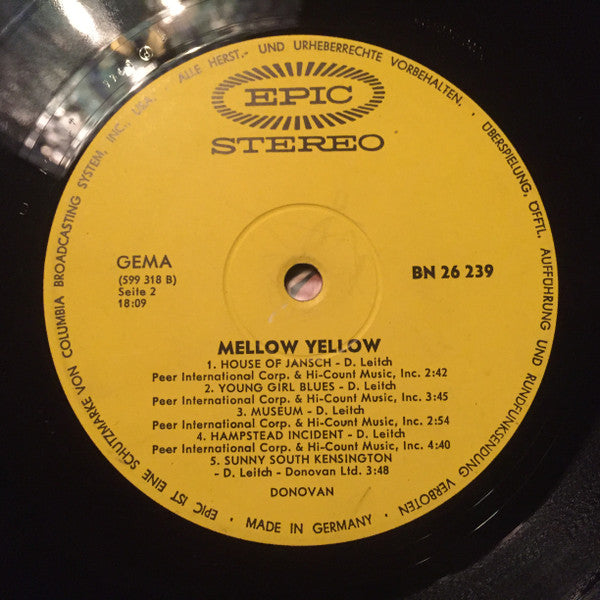 EPIC IST EINE SCHUTZMARKE VON COLUMBIA BROADCASTING SYSTEM, INC., USA. ALLE HERST.- UND URHEBERRECHTE VORBEHALTEN. ÜBERSPIELUNG, ÖFFTL. AUFFÜHRUNG UND RUNDFUNKSENDUNG VERBOTEN
EPIC
STEREO
GEMA
(599 318 B)
Seite 2
18:09
BN 26 239
MELLOW YELLOW
1. HOUSE OF JANSCH - D. Leitch
Peer International Corp. & Hi-Count Music, Inc. 2:42
2. YOUNG GIRL BLUES - D. Leitch
Peer International Corp. & Hi-Count Music, Inc. 3:45
3. MUSEUM - D. Leitch
Peer International Corp. & Hi-Count Music, Inc. 2:54
4. HAMPSTEAD INCIDENT - D. Leitch
Peer International Corp. & Hi-Count Music, Inc. 4:40
5. SUNNY SOUTH KENSINGTON
- D. Leitch - Donovan Ltd. 3:48
DONOVAN
· MADE IN GERMANY ·